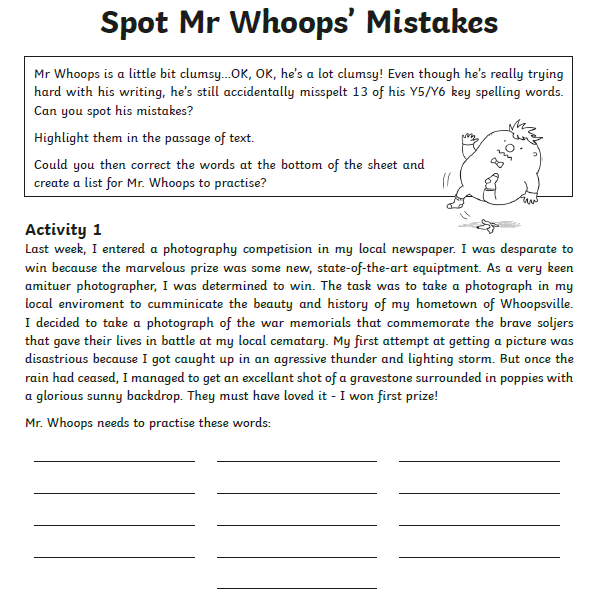 Spot Mr Whoops’ Mistakes
Mr Whoops is a little bit clumsy...OK, OK, he’s a lot clumsy! Even though he’s really trying
hard with his writing, he’s still accidentally misspelt 13 of his Y5/Y6 key spelling words.
Can you spot his mistakes?
Highlight them in the passage of text.
Could you then correct the words at the bottom of the sheet and
create a list for Mr. Whoops to practise?
Activity 1
Last week, I entered a photography competision in my local newspaper. I was desparate to
win because the marvelous prize was some new, state-of-the-art equiptment. As a very keen
amituer photographer, I was determined to win. The task was to take a photograph in my
local enviroment to cumminicate the beauty and history of my hometown of Whoopsville.
I decided to take a photograph of the war memorials that commemorate the brave soljers
that gave their lives in battle at my local cematary. My first attempt at getting a picture was
disastrious because I got caught up in an agressive thunder and lighting storm. But once the
rain had ceased, I managed to get an excellant shot of a gravestone surrounded in poppies with
a glorious sunny backdrop. They must have loved it - I won first prize!
Mr. Whoops needs to practise these words: